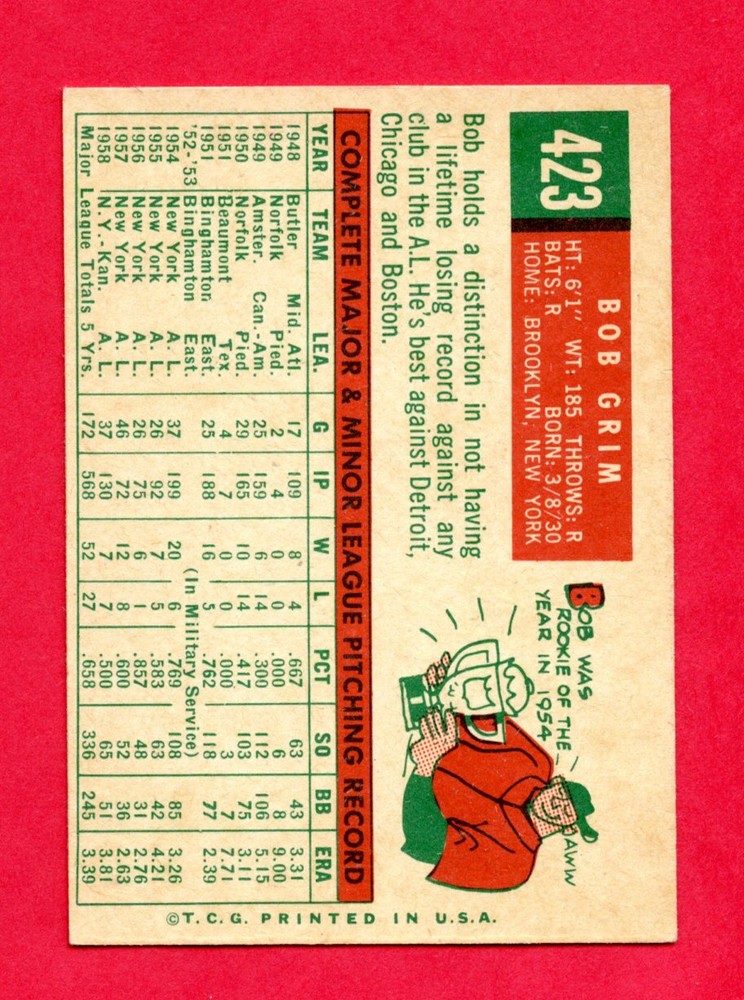 423
BOB GRIM
HT: 6'1" WT: 185 THROWS: R
BATS: R BORN: 3/8/30
HOME: BROOKLYN, NEW YORK
Bob holds a distinction in not having
a lifetime losing record against any
club in the A.L. He's best against Detroit,
Chicago and Boston.
BOB WAS
ROOKIE OF THE
YEAR IN 1954
AWW
COMPLETE MAJOR & MINOR LEAGUE PITCHING RECORD
YEAR TEAM LEA. G IP W L PCT SO BB ERA
1948 Butler Mid. Atl. 17 109 8 4 .667 63 43 3.31
1949 Norfolk Pied. 2 4 0 0 .000 6 8 9.00
1949 Amster. Can.-Am. 25 159 6 14 .300 112 106 5.15
1950 Norfolk Pied. 29 165 10 14 .417 103 75 3.11
1951 Beaumont Tex. 4 7 0 0 .000 3 7 7.71
1951 Binghamton East. 25 188 16 5 .762 118 77 2.39
'52-'53 Binghamton East. (In Military Service)
1954 New York A. L. 37 199 20 6 .769 108 85 3.26
1955 New York A. L. 26 92 7 5 .583 63 42 4.21
1956 New York A. L. 26 75 6 1 .857 48 31 2.76
1957 New York A. L. 46 72 12 8 .600 52 36 2.63
1958 N.Y.-Kan. A. L. 37 130 7 7 .500 65 51 3.81
Major League Totals 5 Yrs. 172 568 52 27 .658 336 245 3.39
©T.C.G. PRINTED IN U.S.A.